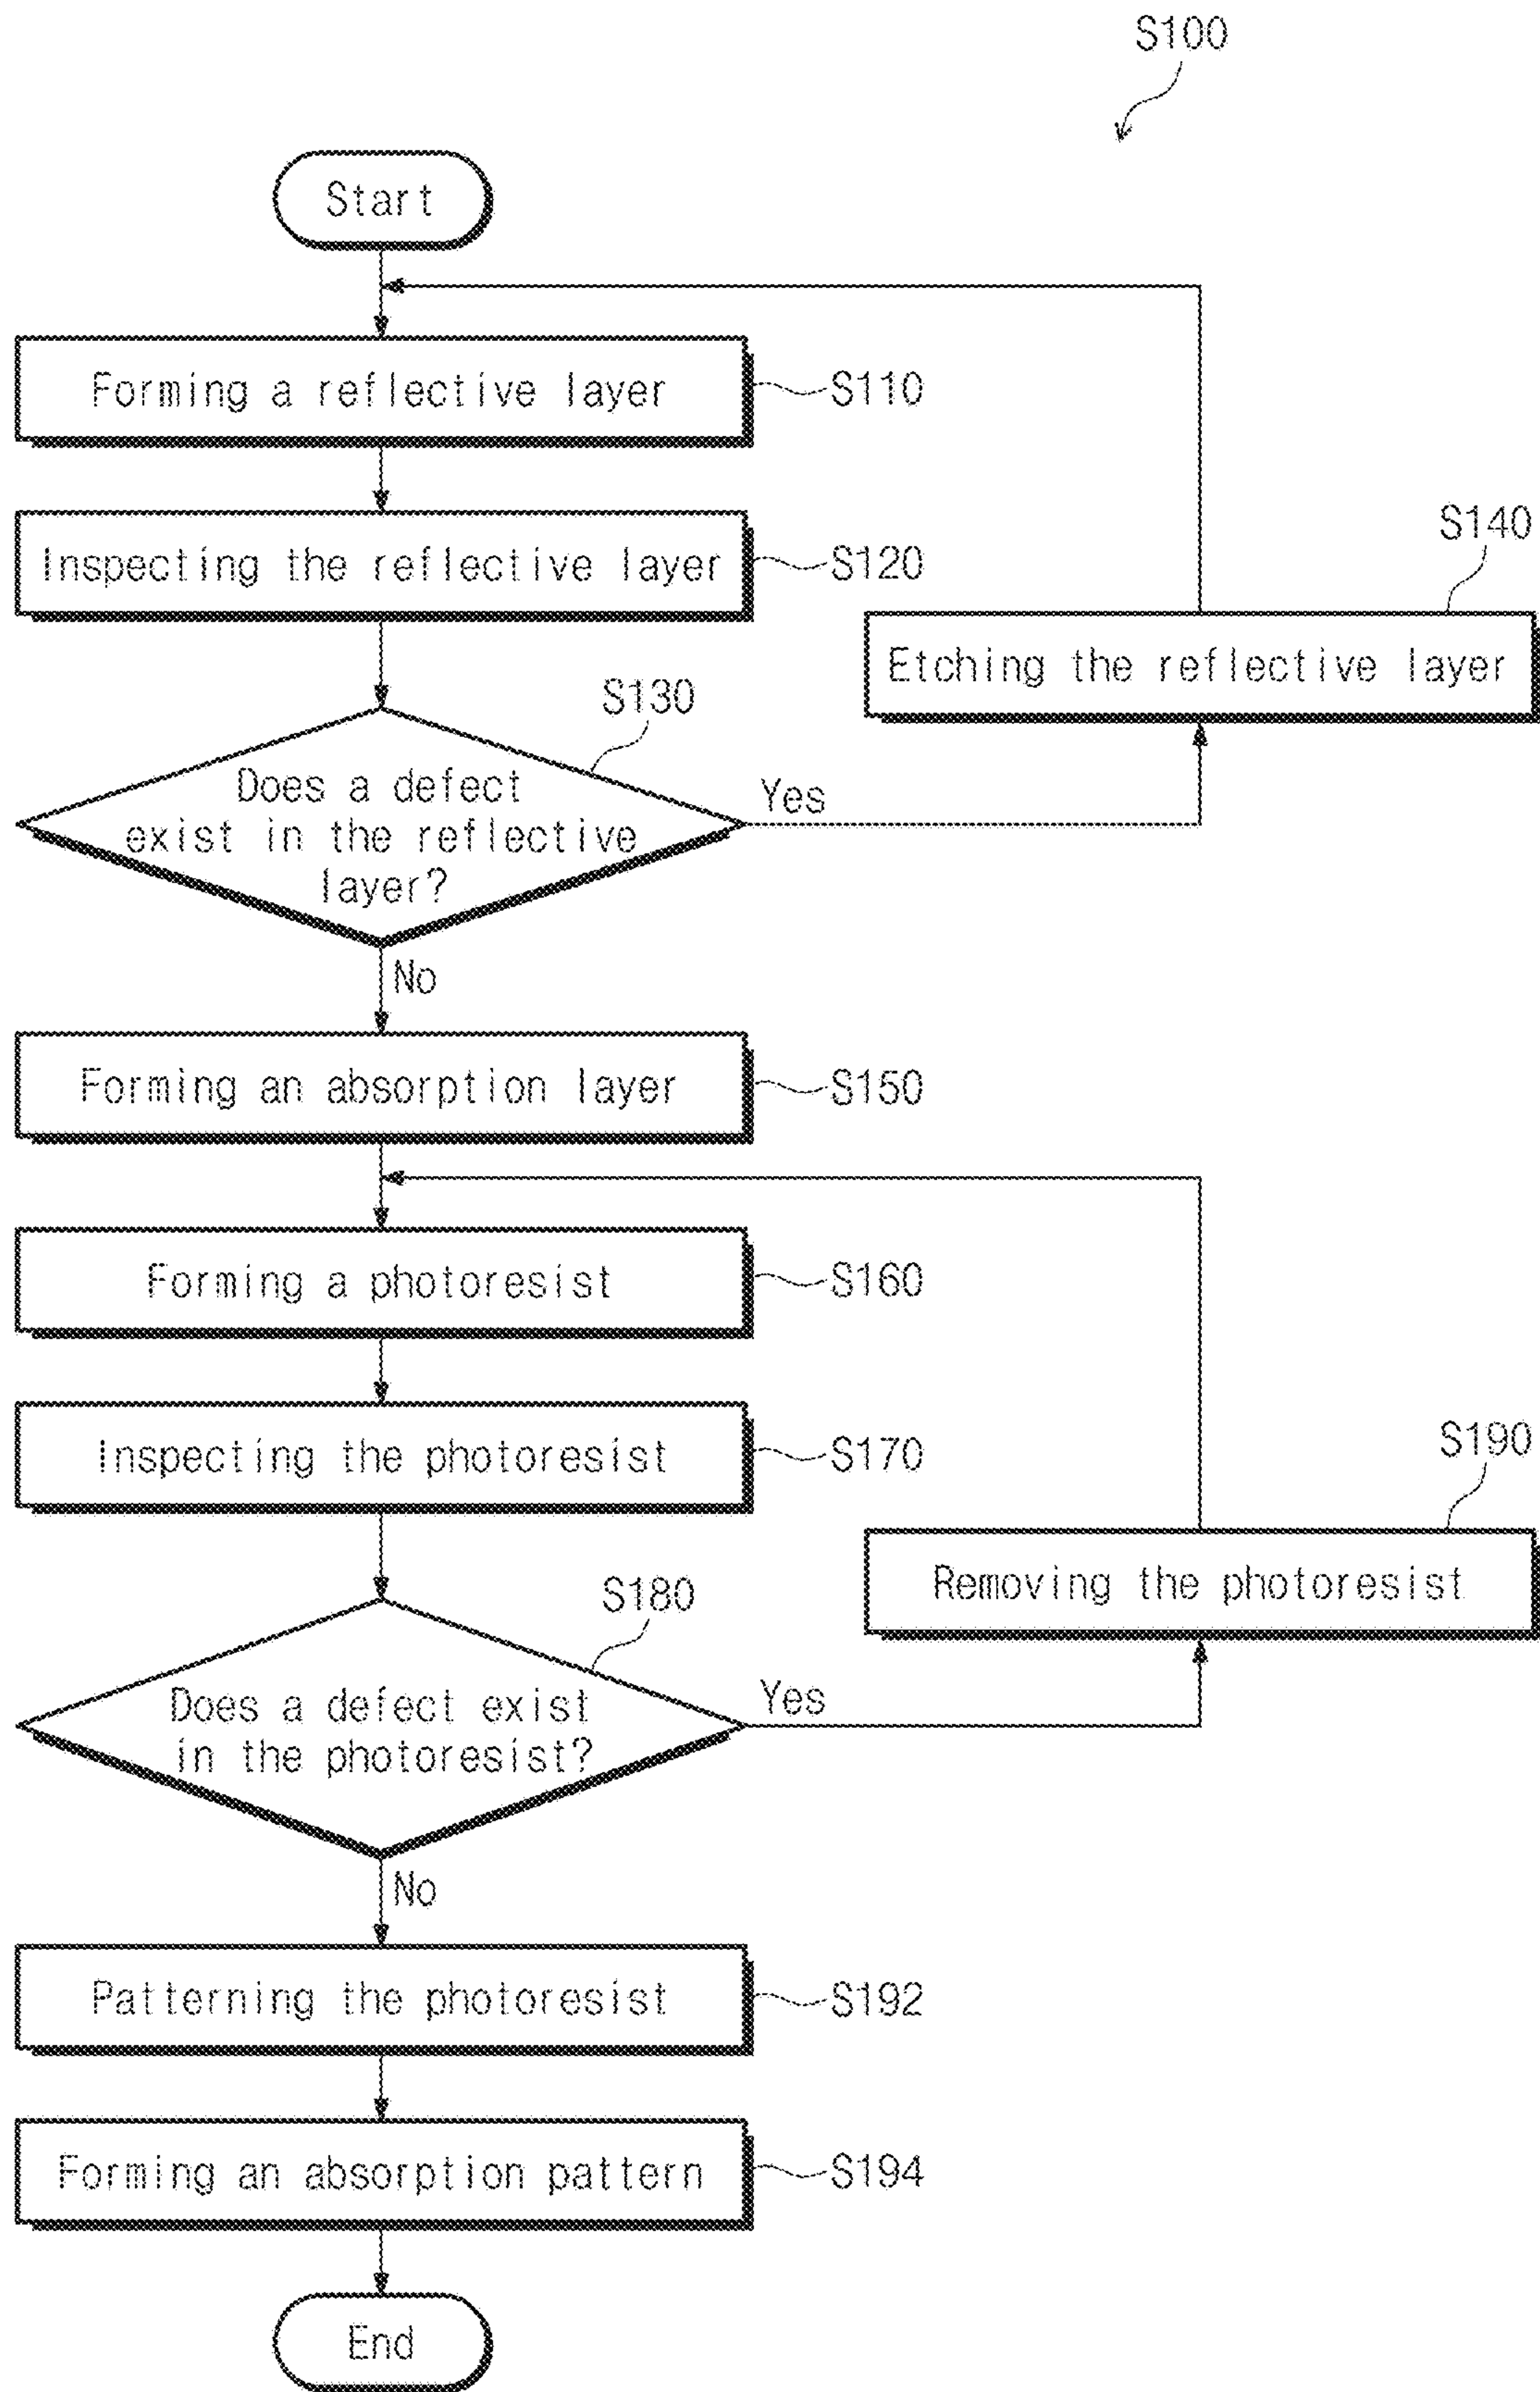 S100
Start
Forming a reflective layer
S110
Inspecting the reflective layer
S120
S140
Etching the reflective layer
S130
Does a defect
exist in the reflective
layer?
Yes
No
Forming an absorption layer
S150
Forming a photoresist
S160
Inspecting the photoresist
S170
S190
Removing the photoresist
S180
Does a defect exist
in the photoresist?
Yes
No
Patterning the photoresist
S192
Forming an absorption pattern
S194
End